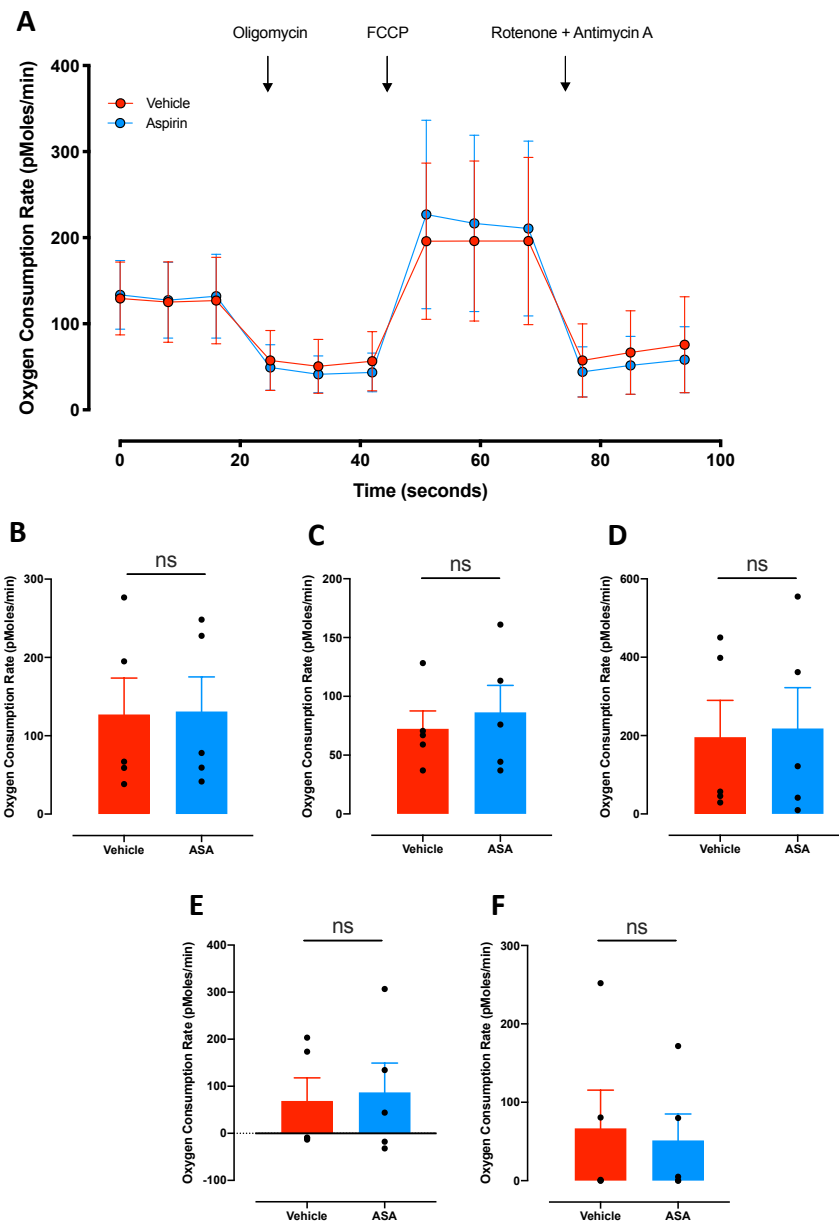 A
Oligomycin FCCP Rotenone + Antimycin A
Oxygen Consumption Rate (pMoles/min)
400
300
200
100
0
Vehicle
Aspirin
0 20 40 60 80 100
Time (seconds)
B
ns
Oxygen Consumption Rate (pMoles/min)
300
200
100
0
Vehicle ASA
C
ns
Oxygen Consumption Rate (pMoles/min)
200
150
100
50
0
Vehicle ASA
D
ns
Oxygen Consumption Rate (pMoles/min)
600
400
200
0
Vehicle ASA
E
ns
Oxygen Consumption Rate (pMoles/min)
400
300
200
100
0
-100
Vehicle ASA
F
ns
Oxygen Consumption Rate (pMoles/min)
300
200
100
0
Vehicle ASA